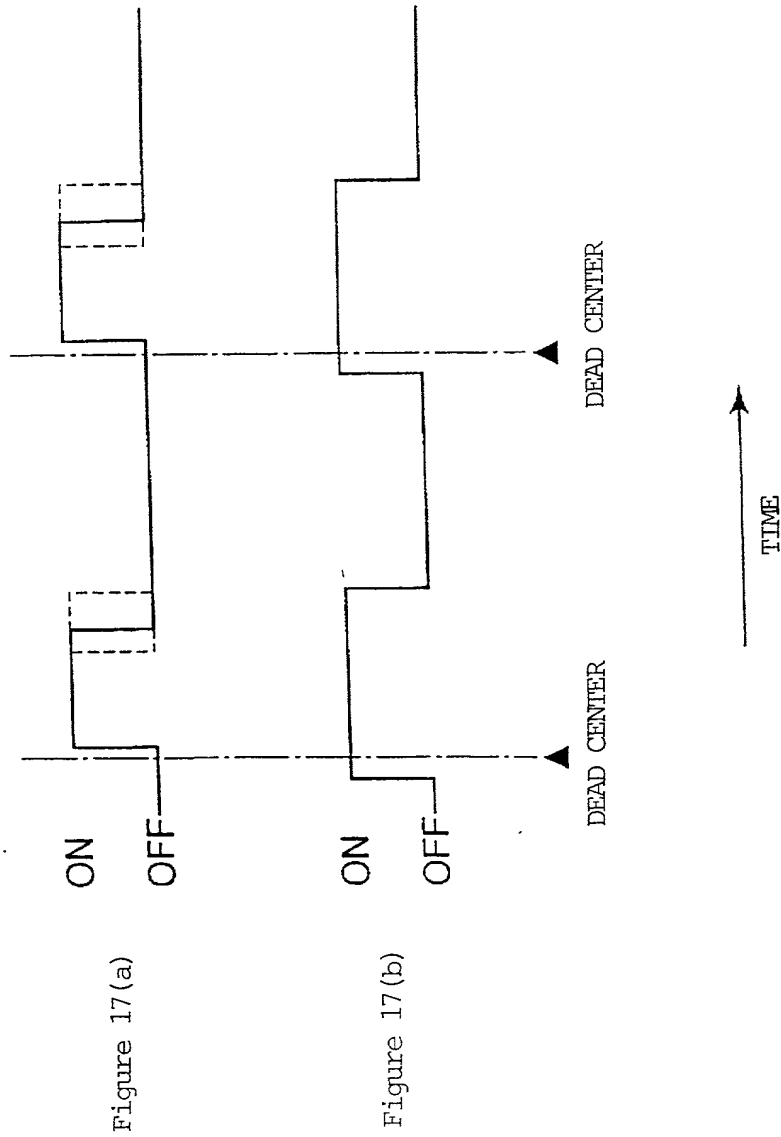 Figure 17(a)
ON
OFF
Figure 17(b)
ON
OFF
DEAD CENTER
DEAD CENTER
TIME